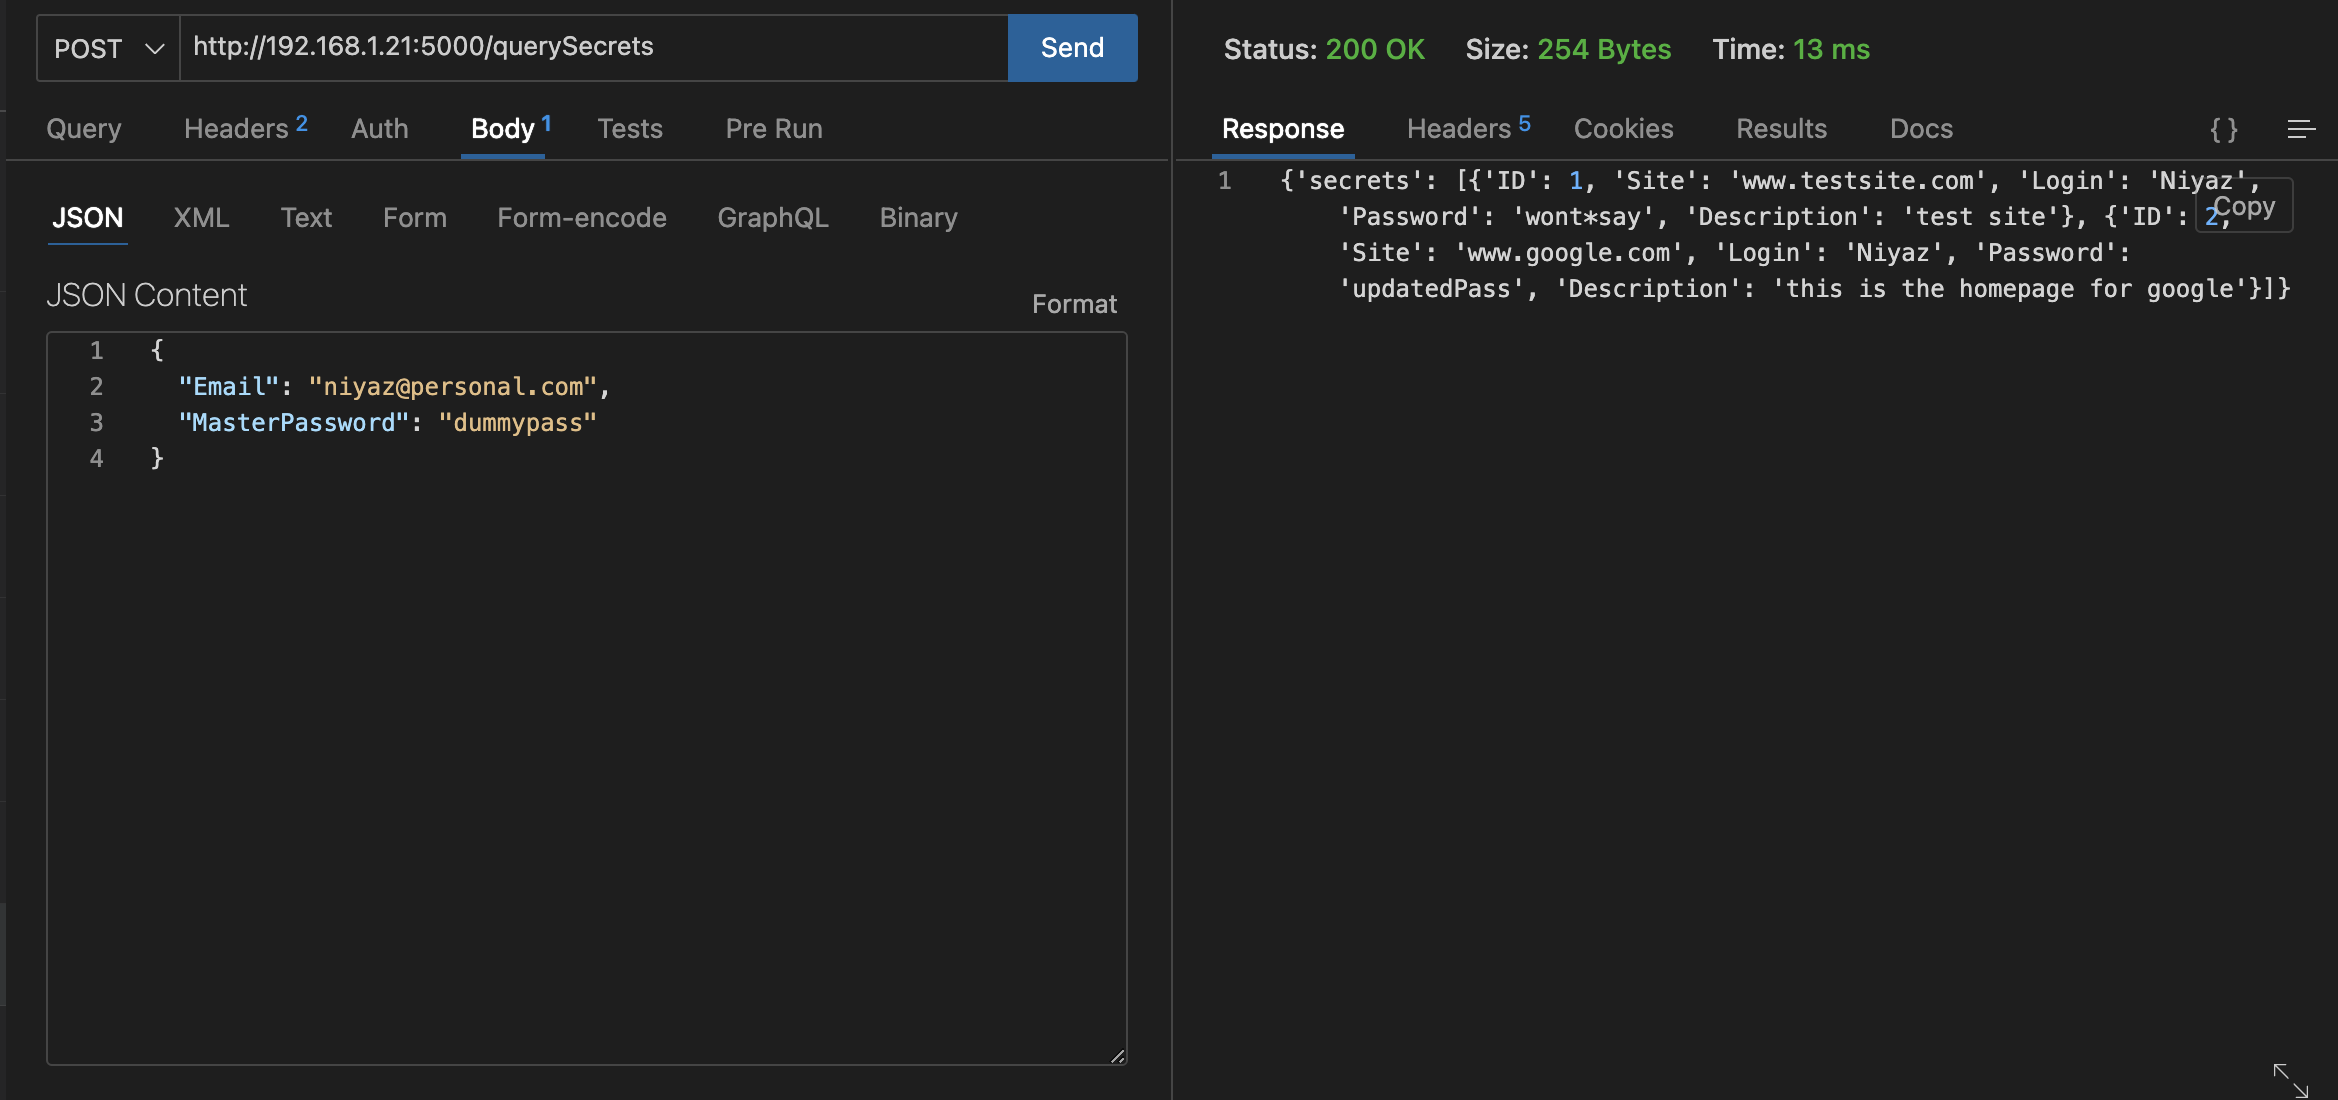 POST http://192.168.1.21:5000/querySecrets Send
Query Headers 2 Auth Body 1 Tests Pre Run
JSON XML Text Form Form-encode GraphQL Binary
JSON Content
Format
1 {
2 "Email": "niyaz@personal.com",
3 "MasterPassword": "dummypass"
4 }
Status: 200 OK Size: 254 Bytes Time: 13 ms
Response Headers 5 Cookies Results Docs { }
1 {'secrets': [{'ID': 1, 'Site': 'www.testsite.com', 'Login': 'Niyaz',
'Password': 'wont*say', 'Description': 'test site'}, {'ID': 2,
Copy
'Site': 'www.google.com', 'Login': 'Niyaz', 'Password':
'updatedPass', 'Description': 'this is the homepage for google'}]}